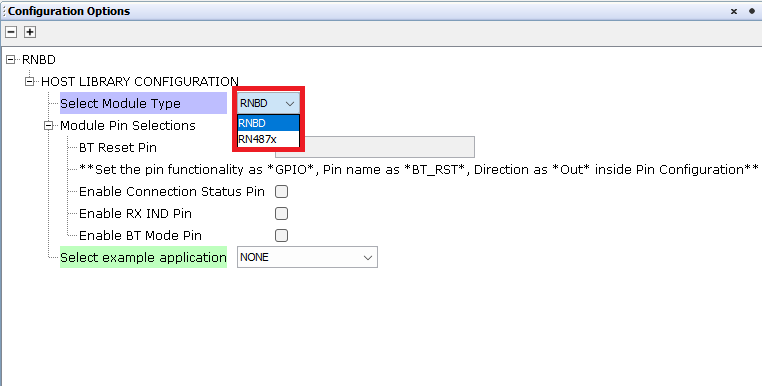 Configuration Options
RNBD
HOST LIBRARY CONFIGURATION
Select Module Type RNBD
RNBD
Module Pin Selections
RN487x
BT Reset Pin
**Set the pin functionality as *GPIO*, Pin name as *BT_RST*, Direction as *Out* inside Pin Configuration**
Enable Connection Status Pin
Enable RX IND Pin
Enable BT Mode Pin
Select example application NONE